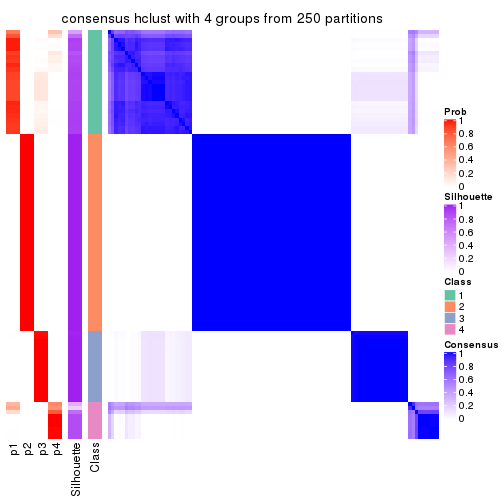 consensus hclust with 4 groups from 250 partitions
Prob
1
0.8
0.6
0.4
0.2
0
Silhouette
1
0.8
0.6
0.4
0.2
0
Class
1
2
3
4
Consensus
1
0.8
0.6
0.4
0.2
0
p1
p2
p3
p4
Silhouette
Class